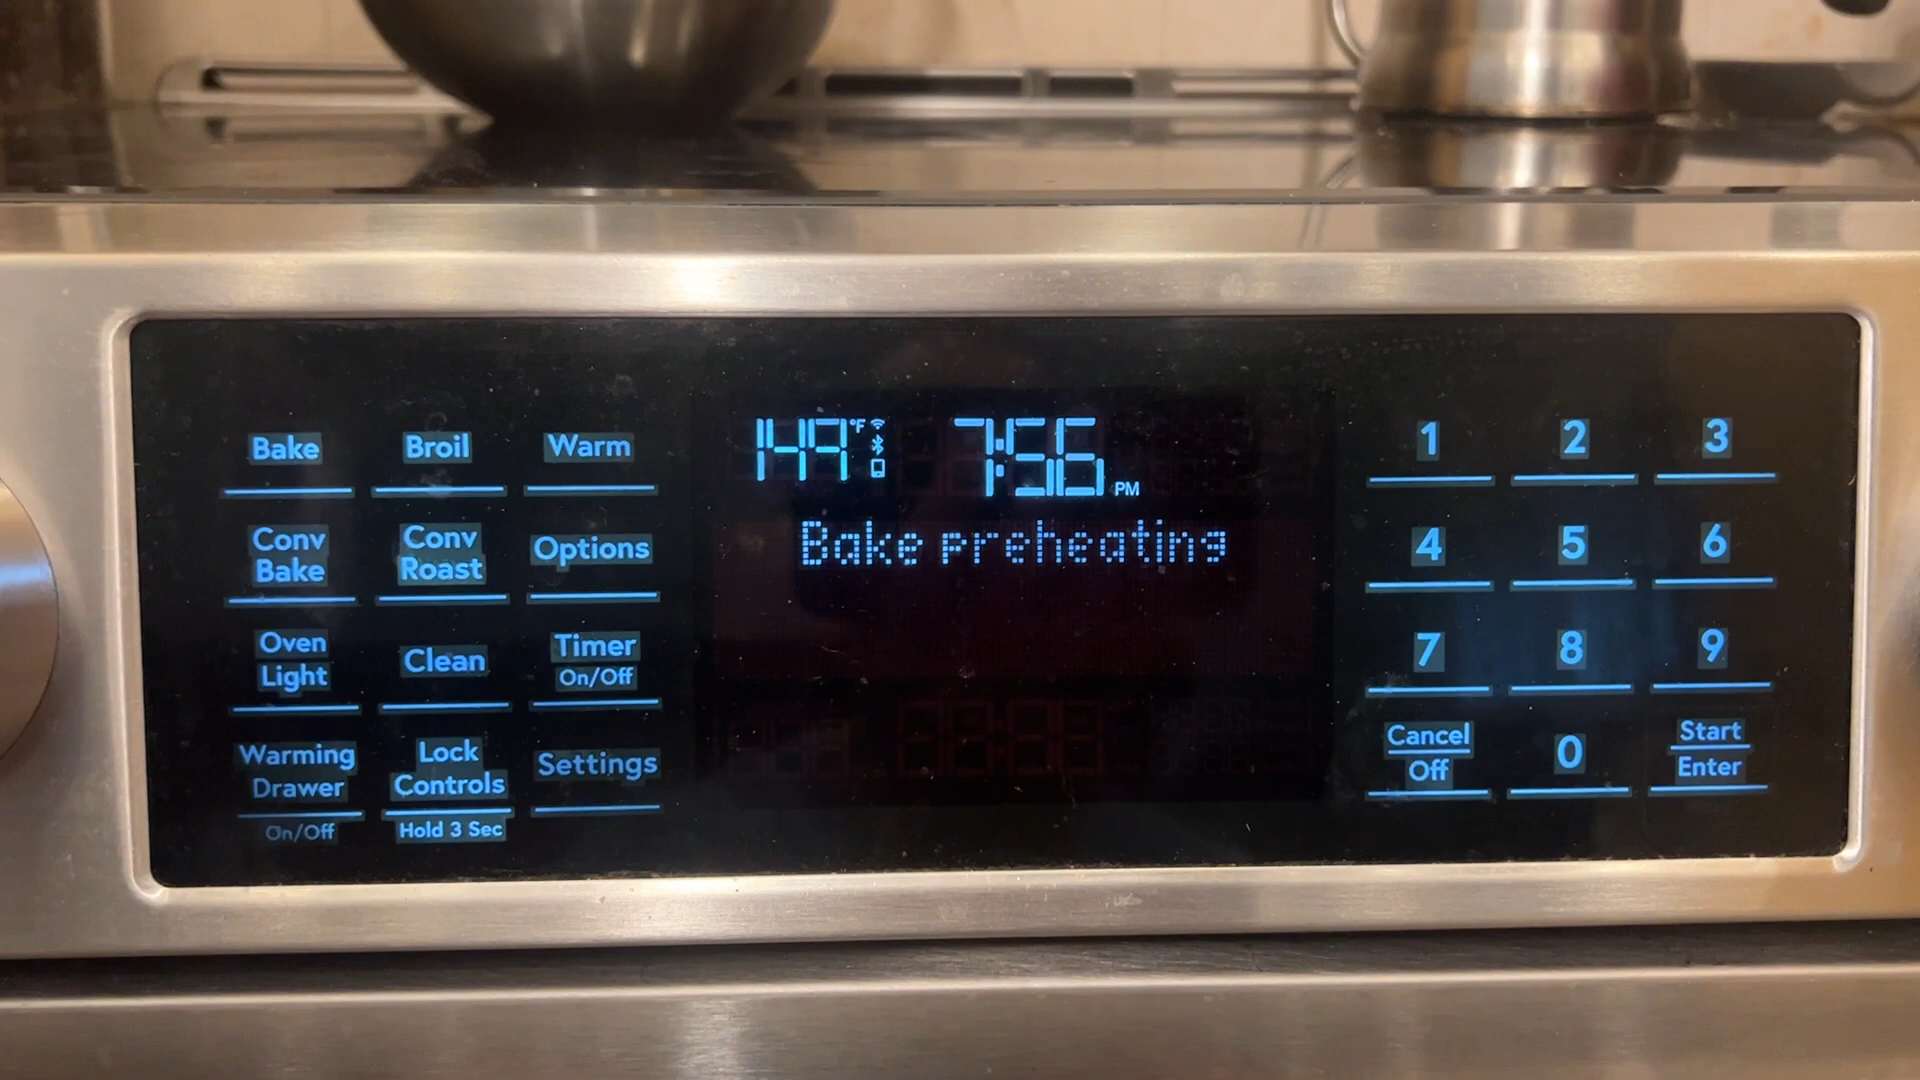 Bake Broil Warm
Conv Bake Conv Roast Options
Oven Light Clean Timer On/Off
Warming Drawer On/Off Lock Controls Hold 3 Sec Settings
149°F 7:56 PM
Bake preheating
1 2 3
4 5 6
7 8 9
Cancel Off 0 Start Enter